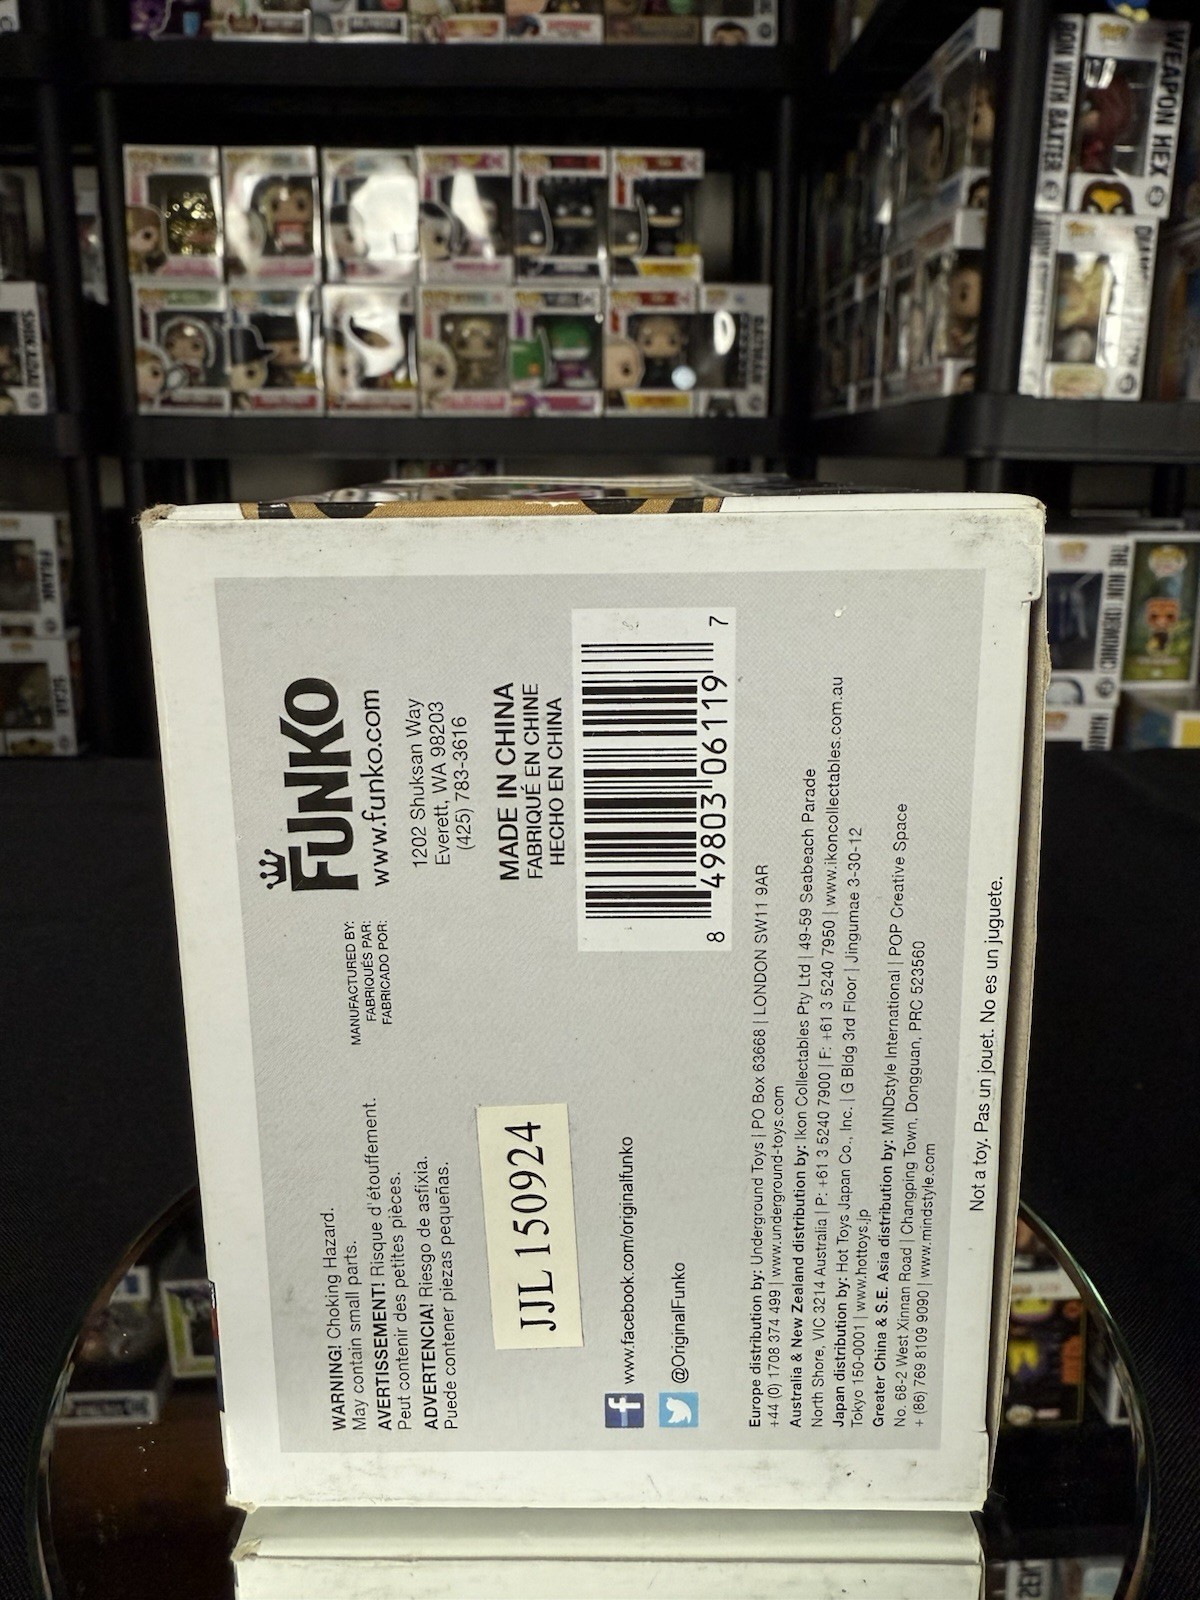 WARNING! Choking Hazard.
May contain small parts.
AVERTISSEMENT! Risque d'étouffement.
Peut contenir des petites pièces.
ADVERTENCIA! Riesgo de asfixia.
Puede contener piezas pequeñas.
JJL 150924
www.facebook.com/originalfunko
@OriginalFunko
MANUFACTURED BY:
FABRIQUÉS PAR:
FABRICADO POR:
FUNKO
www.funko.com
1202 Shuksan Way
Everett, WA 98203
(425) 783-3616
MADE IN CHINA
FABRIQUÉ EN CHINE
HECHO EN CHINA
8 49803 06119 7
Europe distribution by: Underground Toys | PO Box 63668 | LONDON SW11 9AR
+44 (0) 1708 374 499 | www.underground-toys.com
Australia & New Zealand distribution by: Ikon Collectables Pty Ltd | 49-59 Seabeach Parade
North Shore, VIC 3214 Australia | P: +61 3 5240 7900 | F: +61 3 5240 7950 | www.ikoncollectables.com.au
Japan distribution by: Hot Toys Japan Co., Inc. | G Bldg 3rd Floor | Jingumae 3-30-12
Tokyo 150-0001 | www.hottoys.jp
Greater China & S.E. Asia distribution by: MINDstyle International | POP Creative Space
No. 68-2 West Xinnan Road | Changping Town, Dongguan, PRC 523560
+ (86) 769 8109 9090 | www.mindstyle.com
Not a toy. Pas un jouet. No es un juguete.
WEAPON HEX
BATMAN